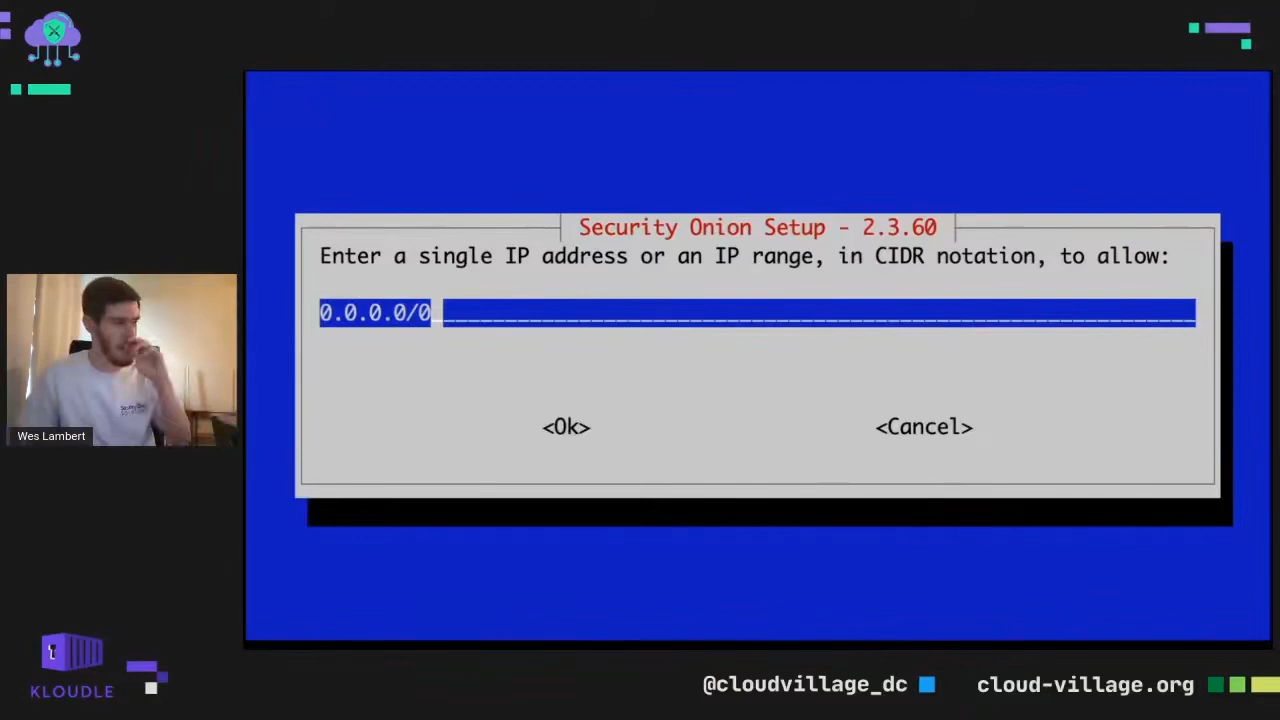 Security Onion Setup - 2.3.60
Enter a single IP address or an IP range, in CIDR notation, to allow:
0.0.0.0/0
<Ok> <Cancel>
Wes Lambert
KLOUDLE
@cloudvillage_dc cloud-village.org